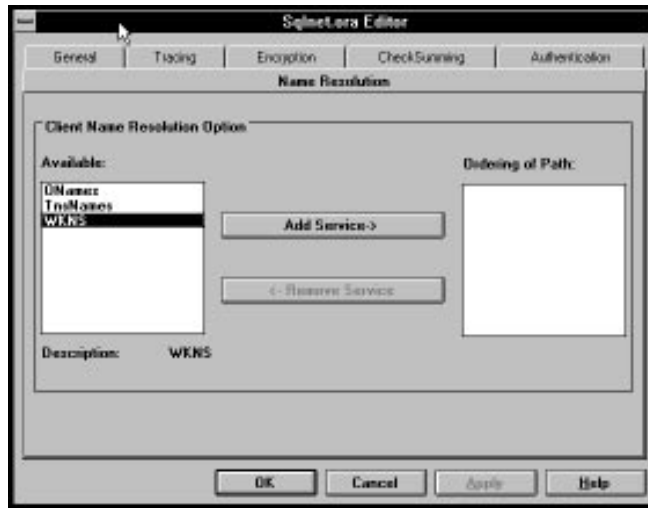 Sqlnet.ora Editor
General
Tracing
Encryption
CheckSumming
Authentication
Name Resolution
Client Name Resolution Option
Available:
Ordering of Path:
ONames
TnsNames
WKNS
Add Service->
<- Remove Service
Description:
WKNS
OK
Cancel
Apply
Help